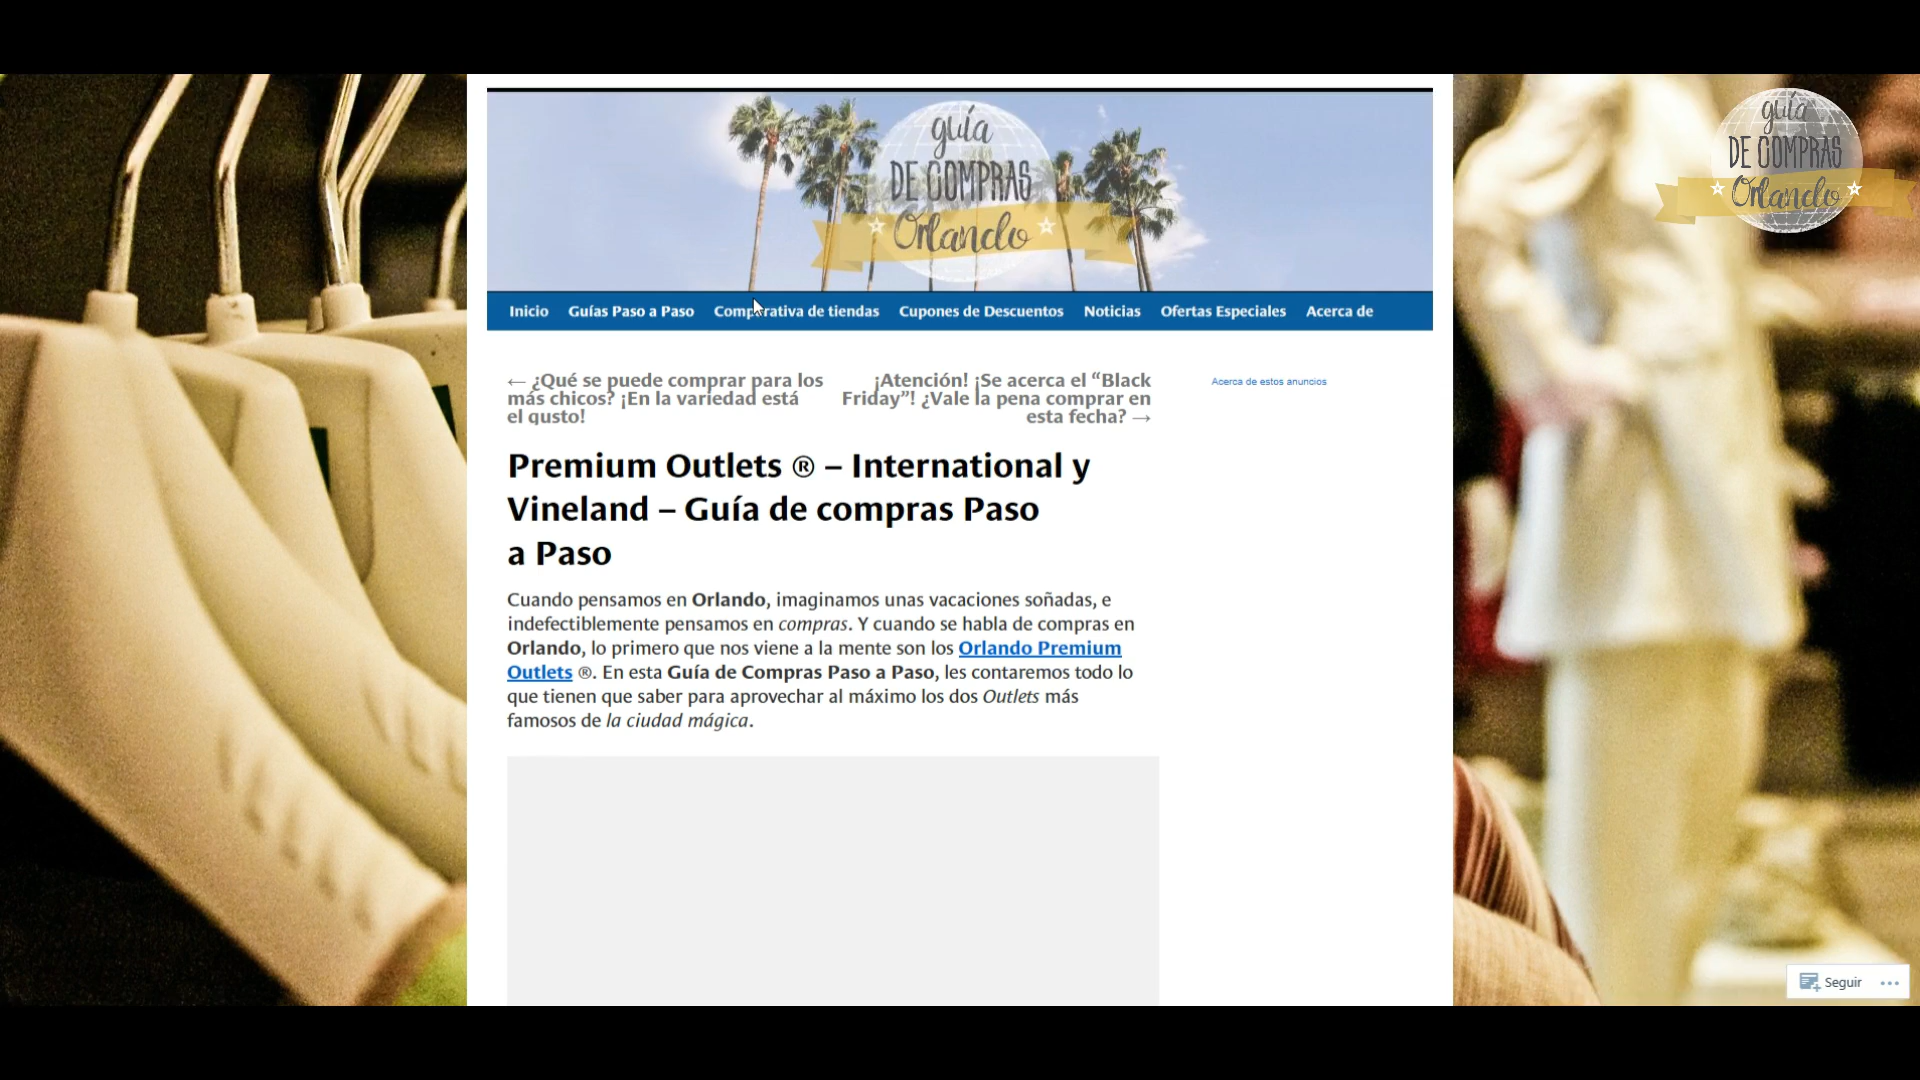 guía
DE COMPRAS
Orlando
guía
DE COMPRAS
Orlando
Inicio Guías Paso a Paso Comparativa de tiendas Cupones de Descuentos Noticias Ofertas Especiales Acerca de
← ¿Qué se puede comprar para los
más chicos? ¡En la variedad está
el gusto!
¡Atención! ¡Se acerca el “Black
Friday”! ¿Vale la pena comprar en
esta fecha? →
Acerca de estos anuncios
Premium Outlets ® – International y
Vineland – Guía de compras Paso
a Paso
Cuando pensamos en Orlando, imaginamos unas vacaciones soñadas, e
indefectiblemente pensamos en compras. Y cuando se habla de compras en
Orlando, lo primero que nos viene a la mente son los Orlando Premium
Outlets ®. En esta Guía de Compras Paso a Paso, les contaremos todo lo
que tienen que saber para aprovechar al máximo los dos Outlets más
famosos de la ciudad mágica.
Seguir